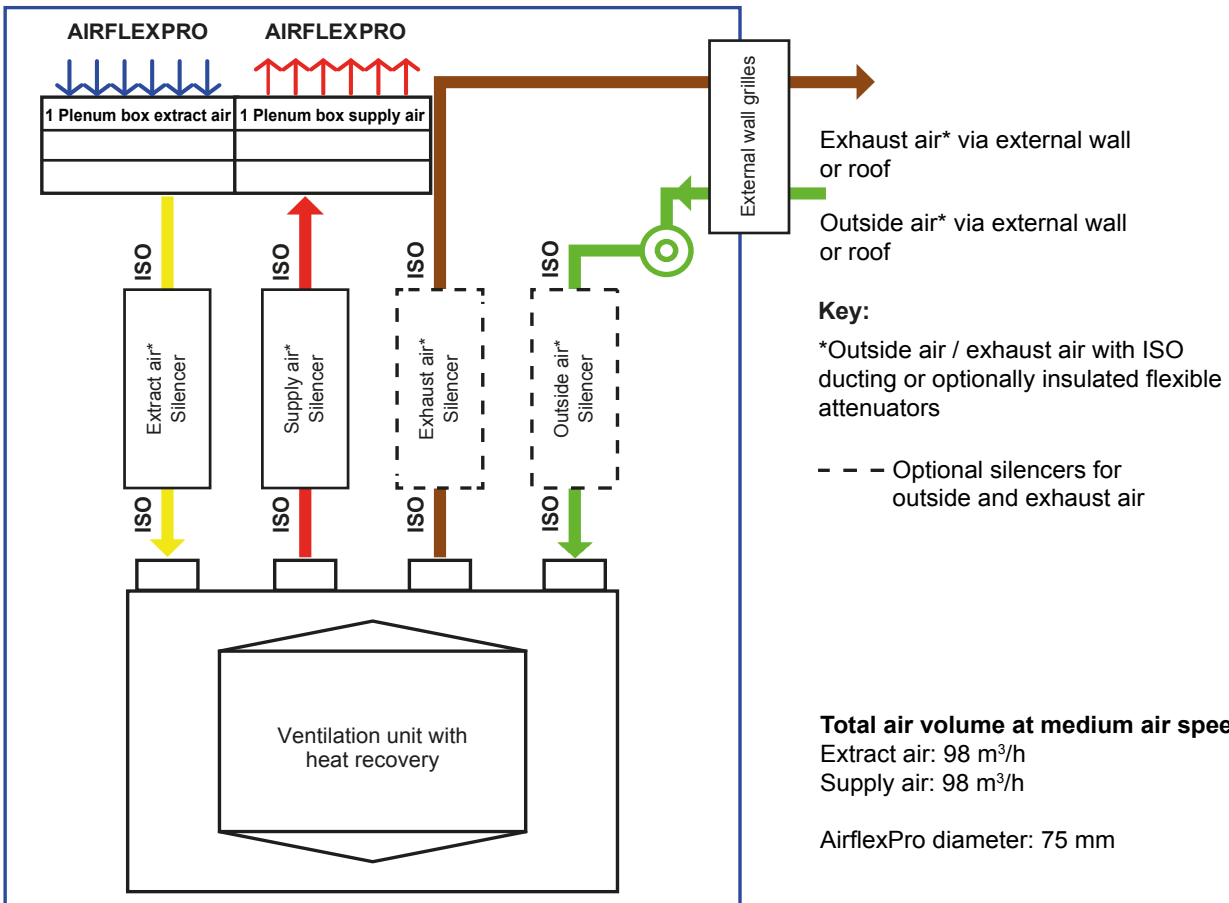 AIRFLEXPRO
AIRFLEXPRO
1 Plenum box extract air
1 Plenum box supply air
External wall grilles
Exhaust air* via external wall
or roof
Outside air* via external wall
or roof
ISO
ISO
ISO
ISO
Extract air*
Silencer
Supply air*
Silencer
Exhaust air*
Silencer
Outside air*
Silencer
ISO
ISO
ISO
ISO
Key:
*Outside air / exhaust air with ISO
ducting or optionally insulated flexible
attenuators
--- Optional silencers for
outside and exhaust air
Ventilation unit with
heat recovery
Total air volume at medium air spee
Extract air: 98 m³/h
Supply air: 98 m³/h
AirflexPro diameter: 75 mm